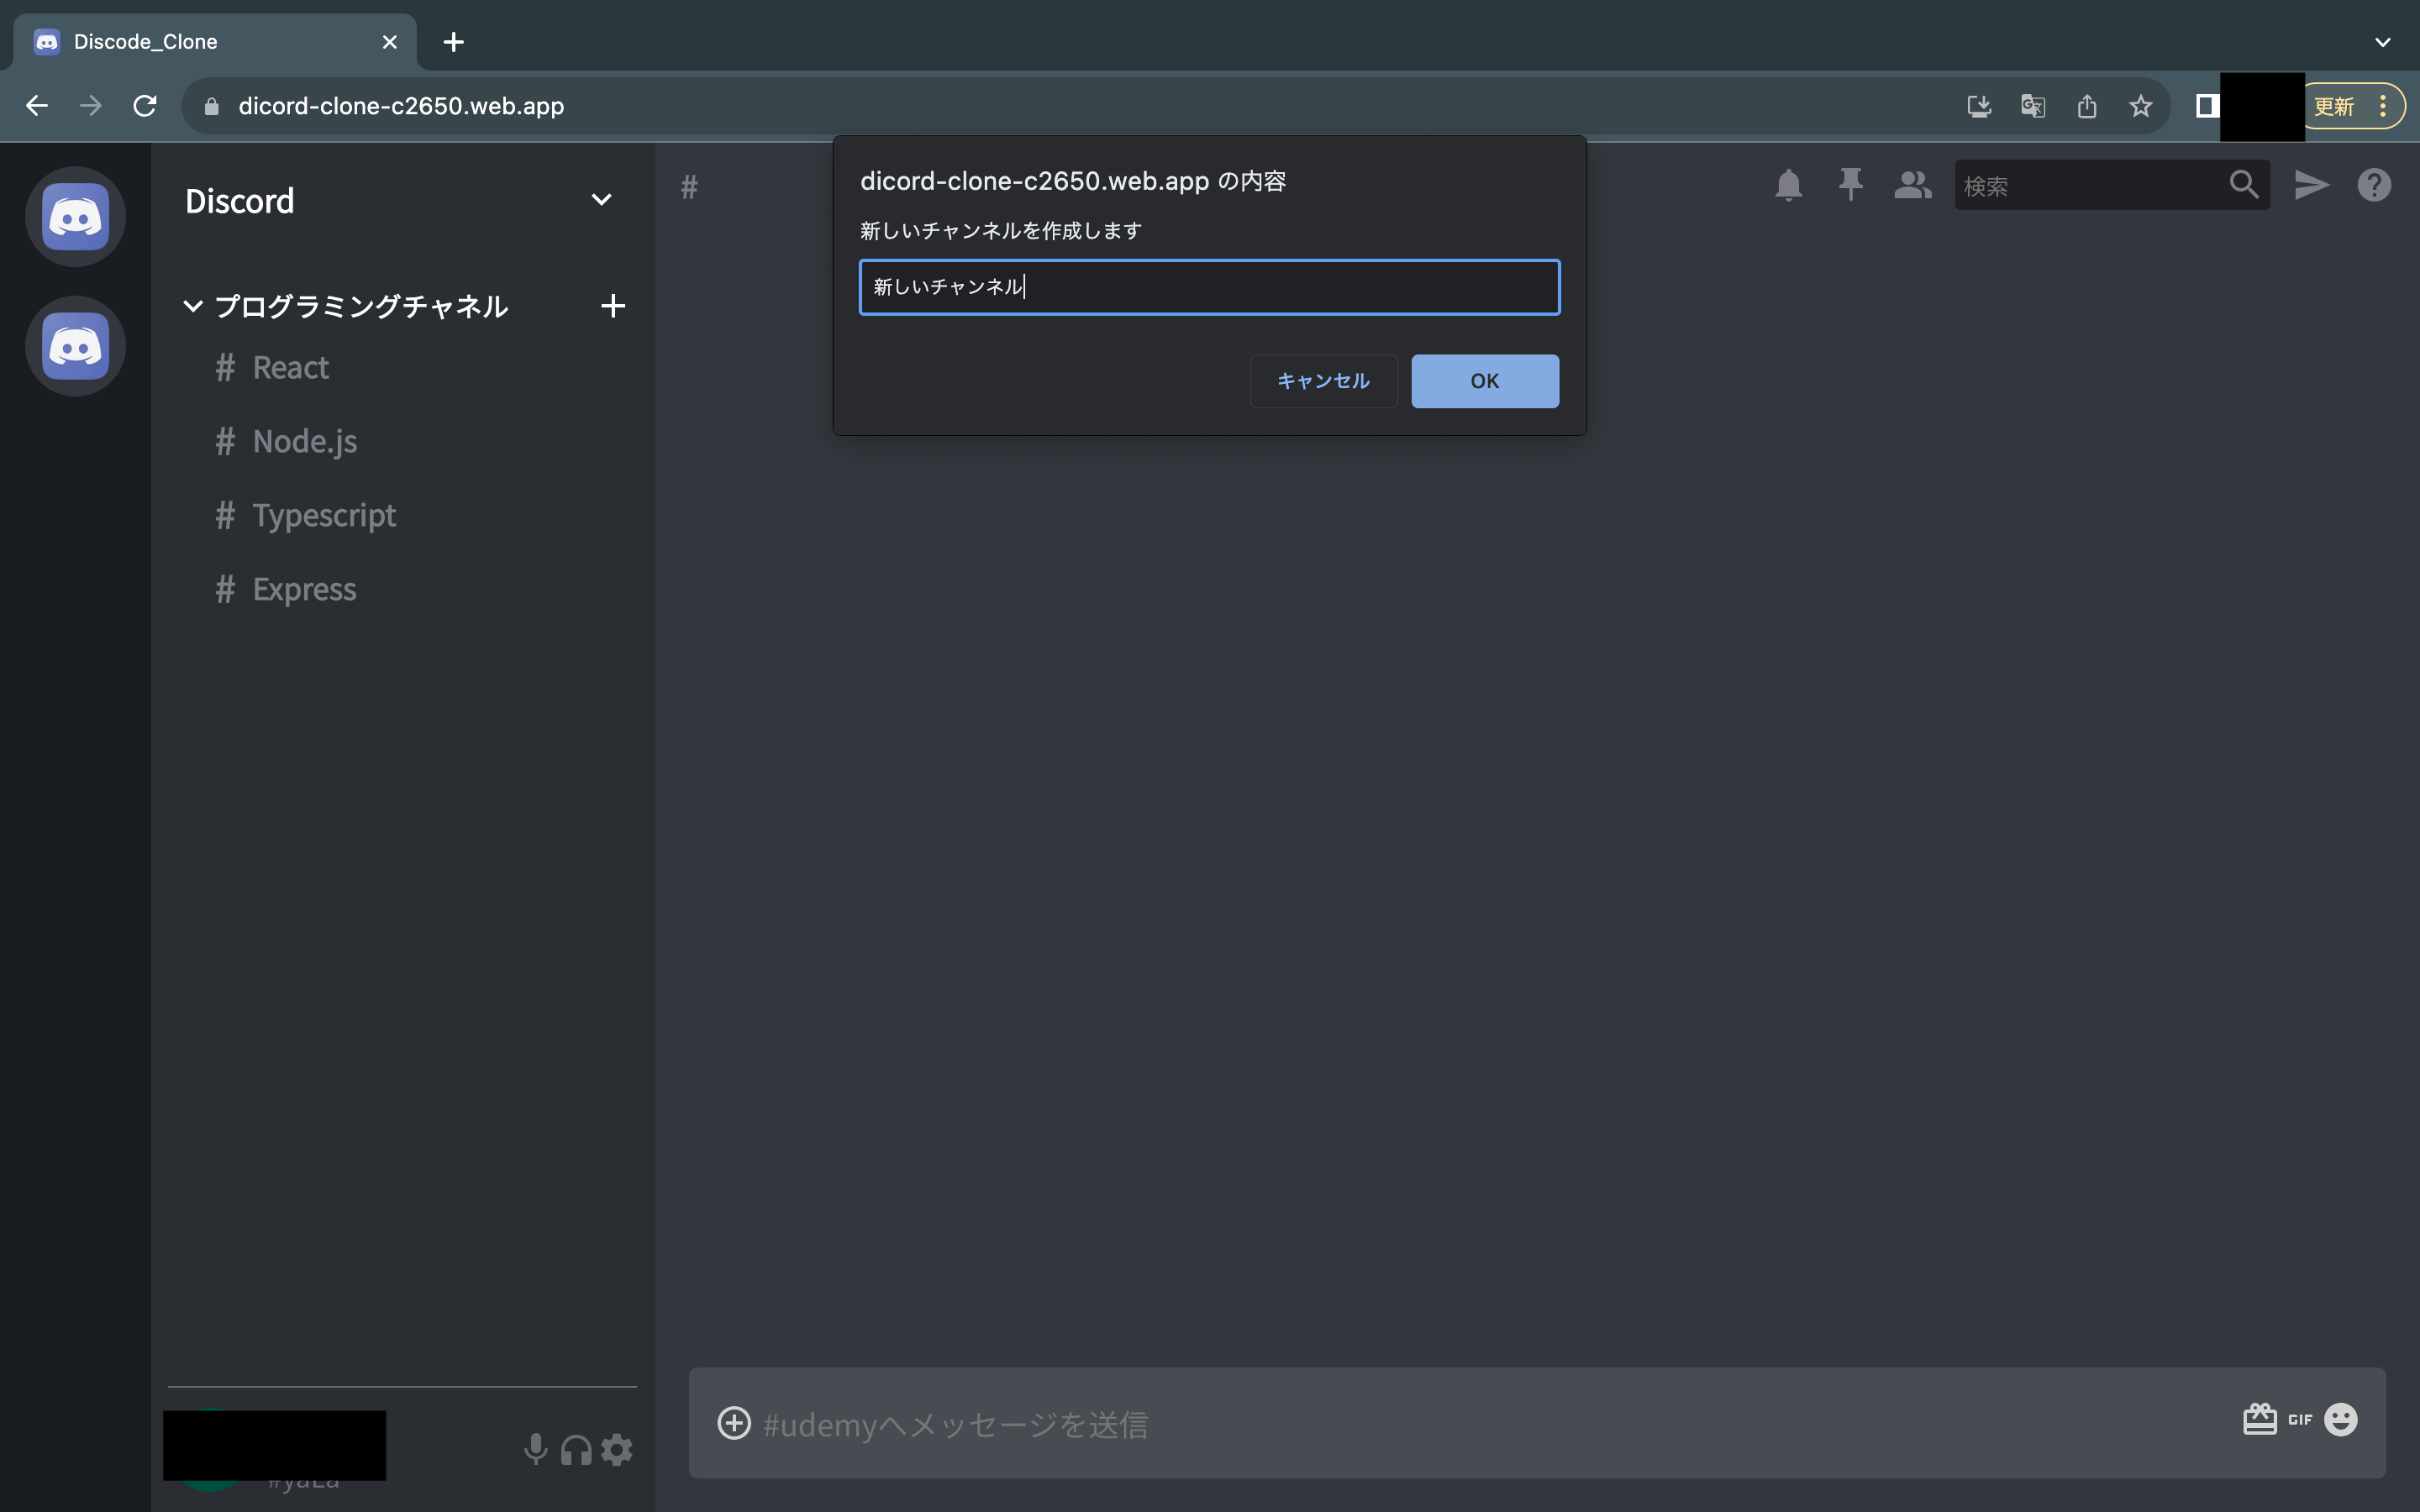 Discode_Clone
dicord-clone-c2650.web.app
更新
Discord
#
dicord-clone-c2650.web.app の内容
新しいチャンネルを作成します
新しいチャンネル
キャンセル
OK
検索
プログラミングチャネル
# React
# Node.js
# Typescript
# Express
#udemyへメッセージを送信
GIF